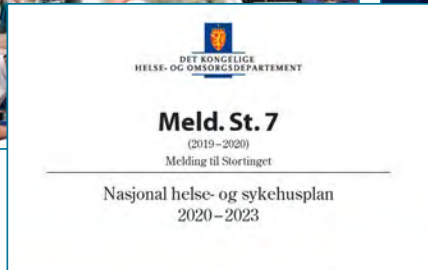 DET KONGELIGE
HELSE- OG OMSORGSDEPARTEMENT
Meld. St. 7
(2019–2020)
Melding til Stortinget
Nasjonal helse- og sykehusplan
2020–2023